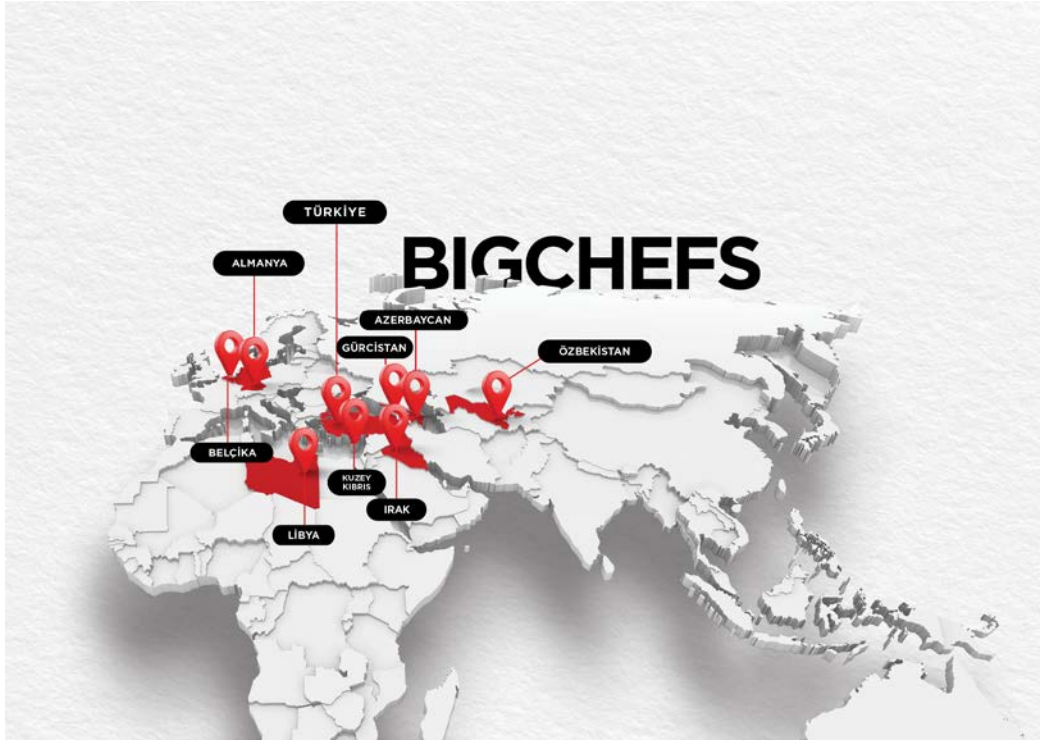 TÜRKİYE
BIGCHEFS
ALMANYA
AZERBAYCAN
GÜRCİSTAN
ÖZBEKİSTAN
BELÇİKA
KUZEY
KIBRIS
IRAK
LİBYA